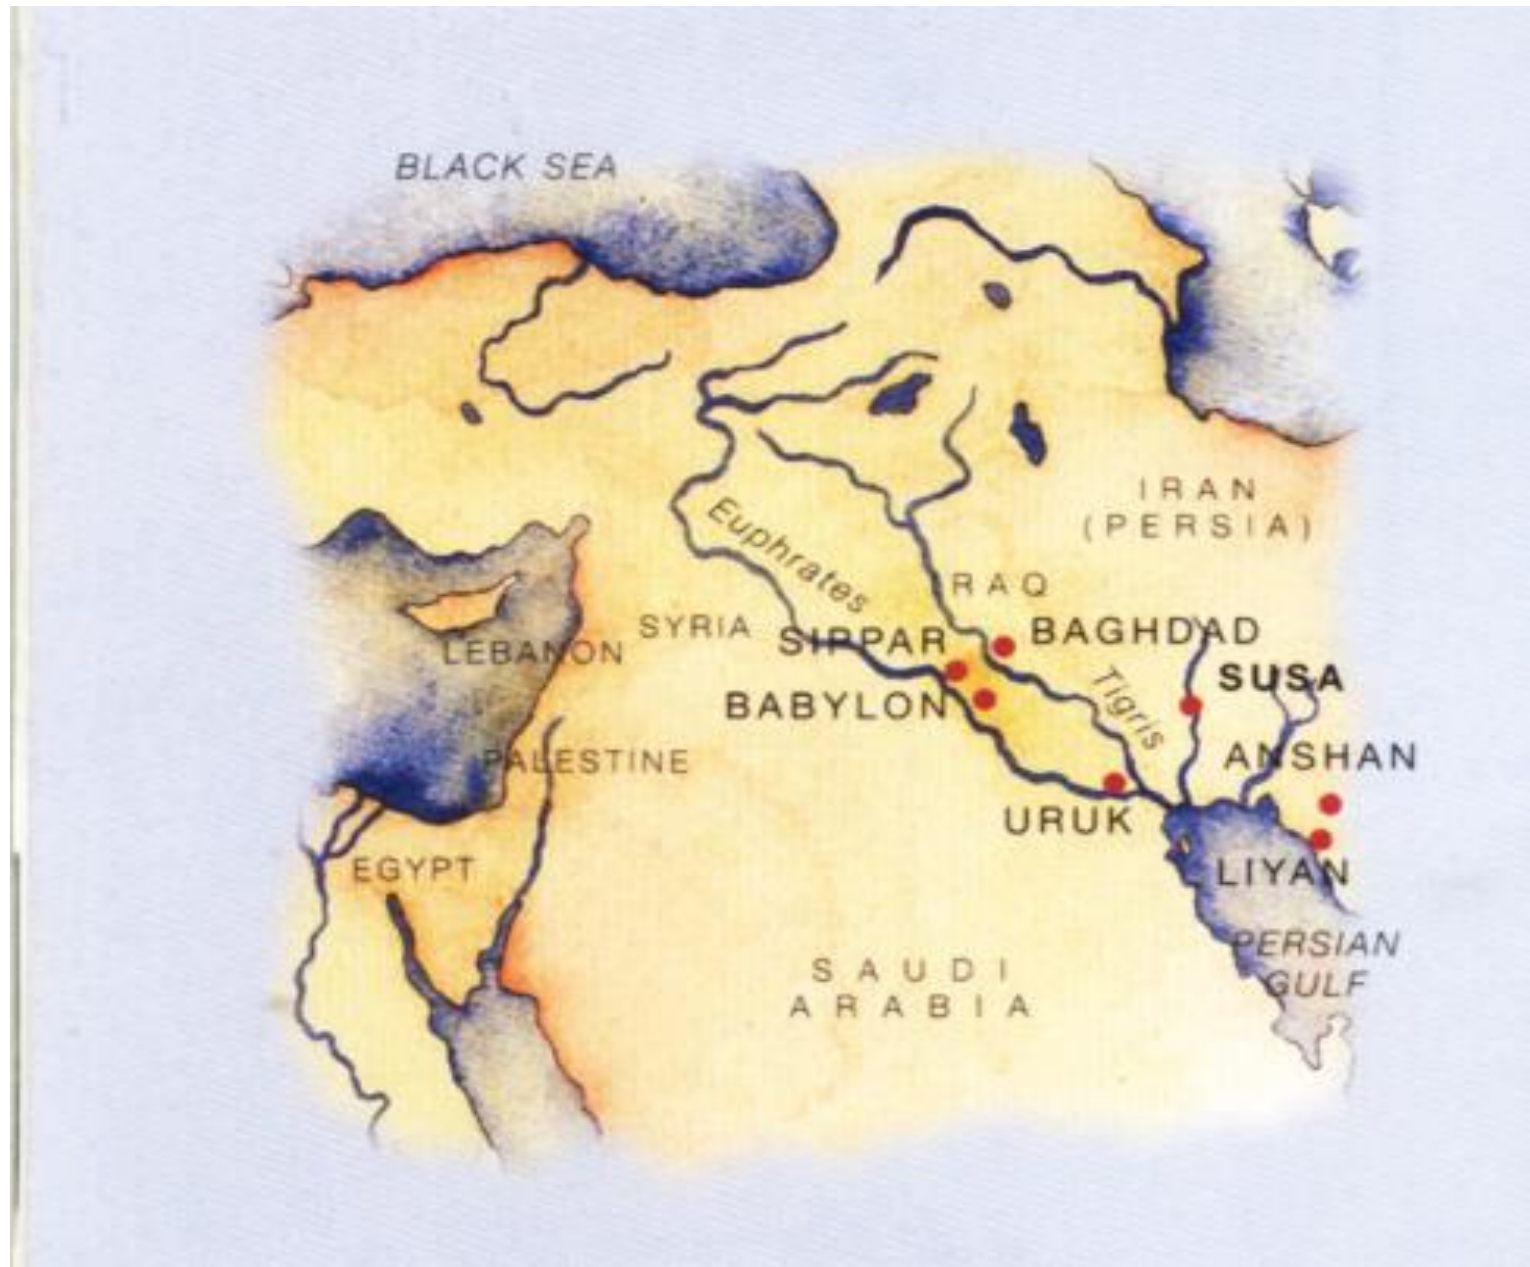 BLACK SEA
IRAN
(PERSIA)
Euphrates
RAQ
SYRIA
SIPPAR
BAGHDAD
LEBANON
SUSA
BABYLON
Tigris
PALESTINE
ANSHAN
URUK
EGYPT
LIYAN
PERSIAN
GULF
SAUDI
ARABIA